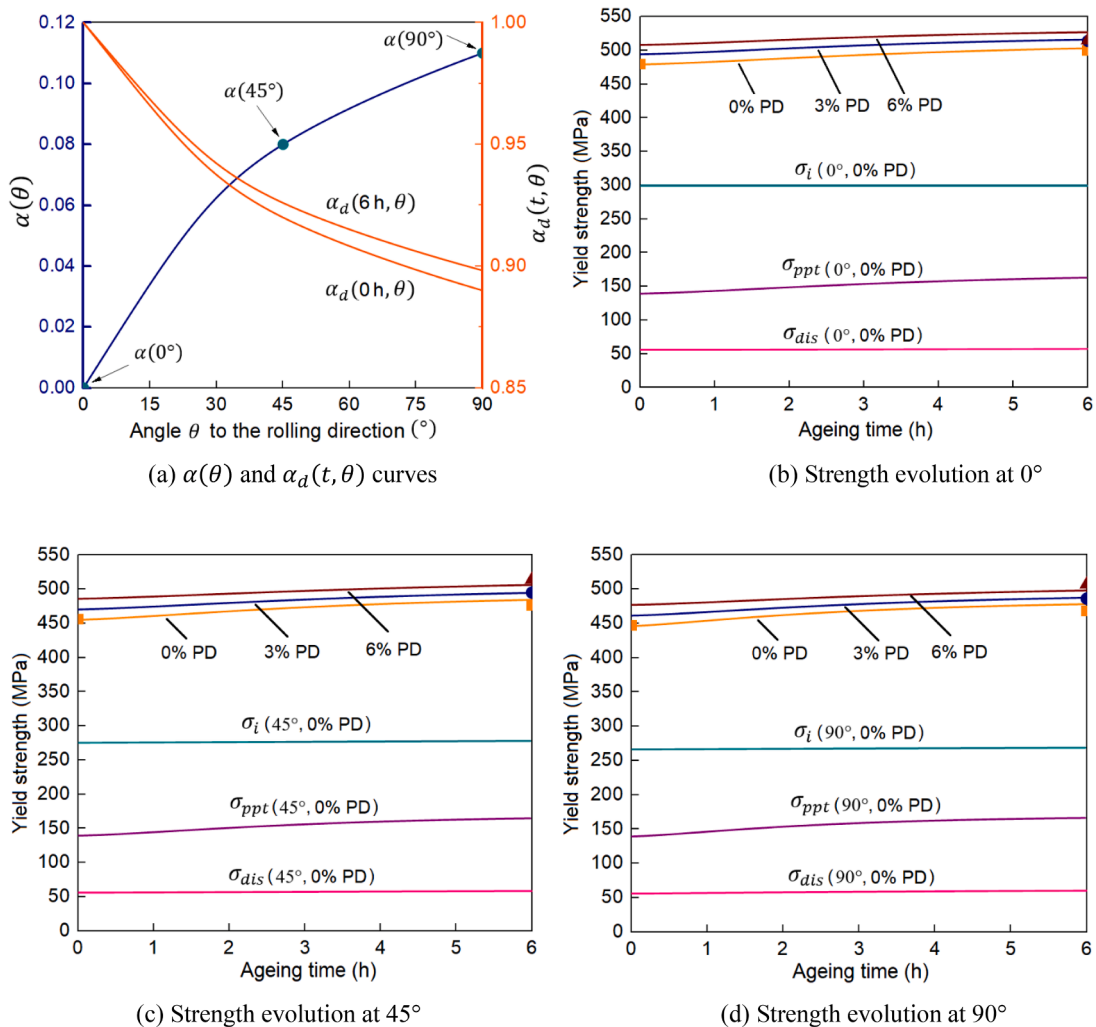 0.12
0.10
0.08
0.06
0.04
0.02
0.00
α(θ)
1.00
0.95
0.90
0.85
α_d(t, θ)
α(90°)
α(45°)
α_d(6 h, θ)
α_d(0 h, θ)
α(0°)
0 15 30 45 60 75 90
Angle θ to the rolling direction (°)
(a) α(θ) and α_d(t, θ) curves
550
500
450
400
350
300
250
200
150
100
50
0
Yield strength (MPa)
0% PD
3% PD
6% PD
σ_i (0°, 0% PD)
σ_ppt (0°, 0% PD)
σ_dis (0°, 0% PD)
0 1 2 3 4 5 6
Ageing time (h)
(b) Strength evolution at 0°
550
500
450
400
350
300
250
200
150
100
50
0
Yield strength (MPa)
0% PD 3% PD 6% PD
σ_i (45°, 0% PD)
σ_ppt (45°, 0% PD)
σ_dis (45°, 0% PD)
0 1 2 3 4 5 6
Ageing time (h)
(c) Strength evolution at 45°
550
500
450
400
350
300
250
200
150
100
50
0
Yield strength (MPa)
0% PD 3% PD 6% PD
σ_i (90°, 0% PD)
σ_ppt (90°, 0% PD)
σ_dis (90°, 0% PD)
0 1 2 3 4 5 6
Ageing time (h)
(d) Strength evolution at 90°